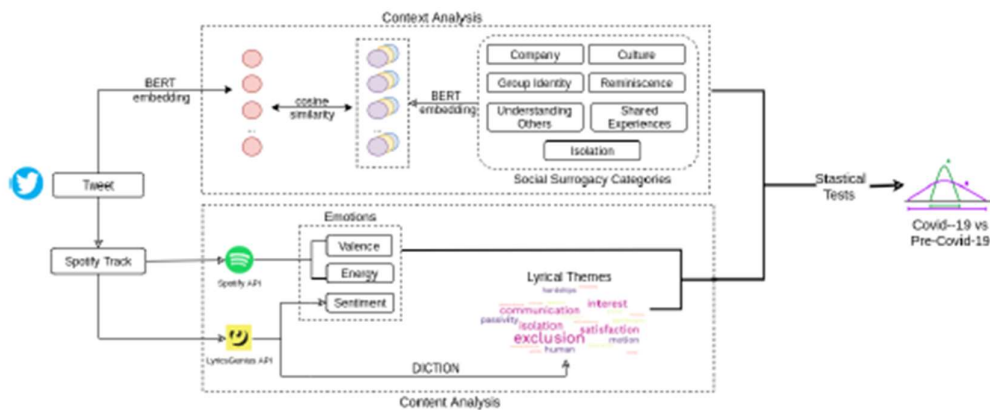 Context Analysis
BERT
embedding
cosine
similarity
BERT
embedding
Company
Culture
Group Identity
Reminiscence
Understanding
Others
Shared
Experiences
Isolation
Social Surrogacy Categories
Tweet
Spotify Track
Stastical
Tests
Covid--19 vs
Pre-Covid-19
Emotions
Valence
Energy
Sentiment
Spotify API
LyricsGenius API
DICTION
Lyrical Themes
hardships
communication
interest
passivity
isolation
satisfaction
exclusion
motion
human
Content Analysis